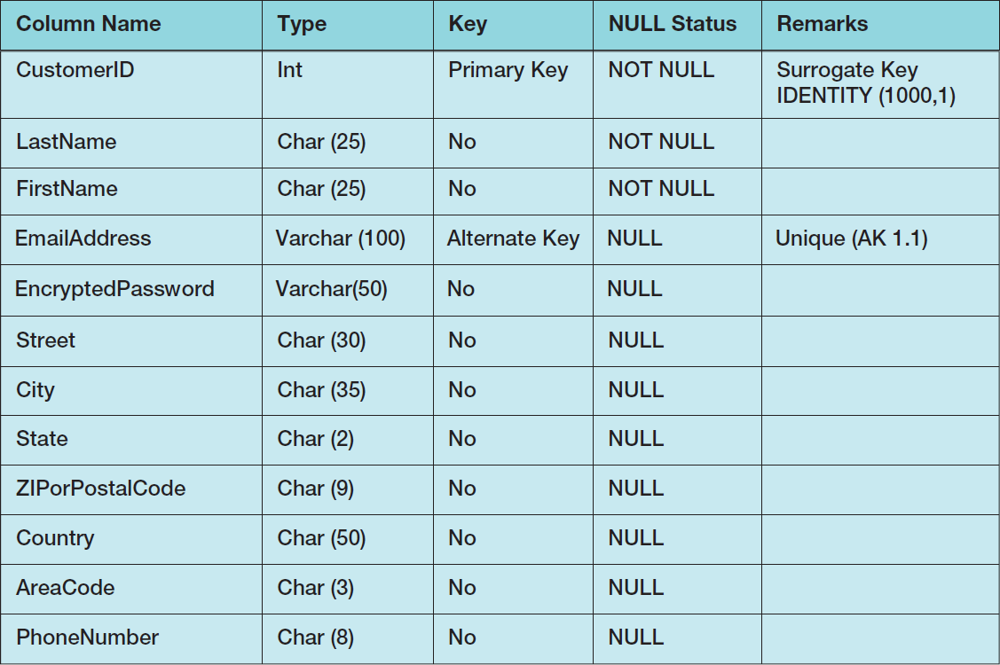 Column Name Type Key NULL Status Remarks
CustomerID Int Primary Key NOT NULL Surrogate Key
IDENTITY (1000,1)
LastName Char (25) No NOT NULL
FirstName Char (25) No NOT NULL
EmailAddress Varchar (100) Alternate Key NULL Unique (AK 1.1)
EncryptedPassword Varchar(50) No NULL
Street Char (30) No NULL
City Char (35) No NULL
State Char (2) No NULL
ZIPorPostalCode Char (9) No NULL
Country Char (50) No NULL
AreaCode Char (3) No NULL
PhoneNumber Char (8) No NULL